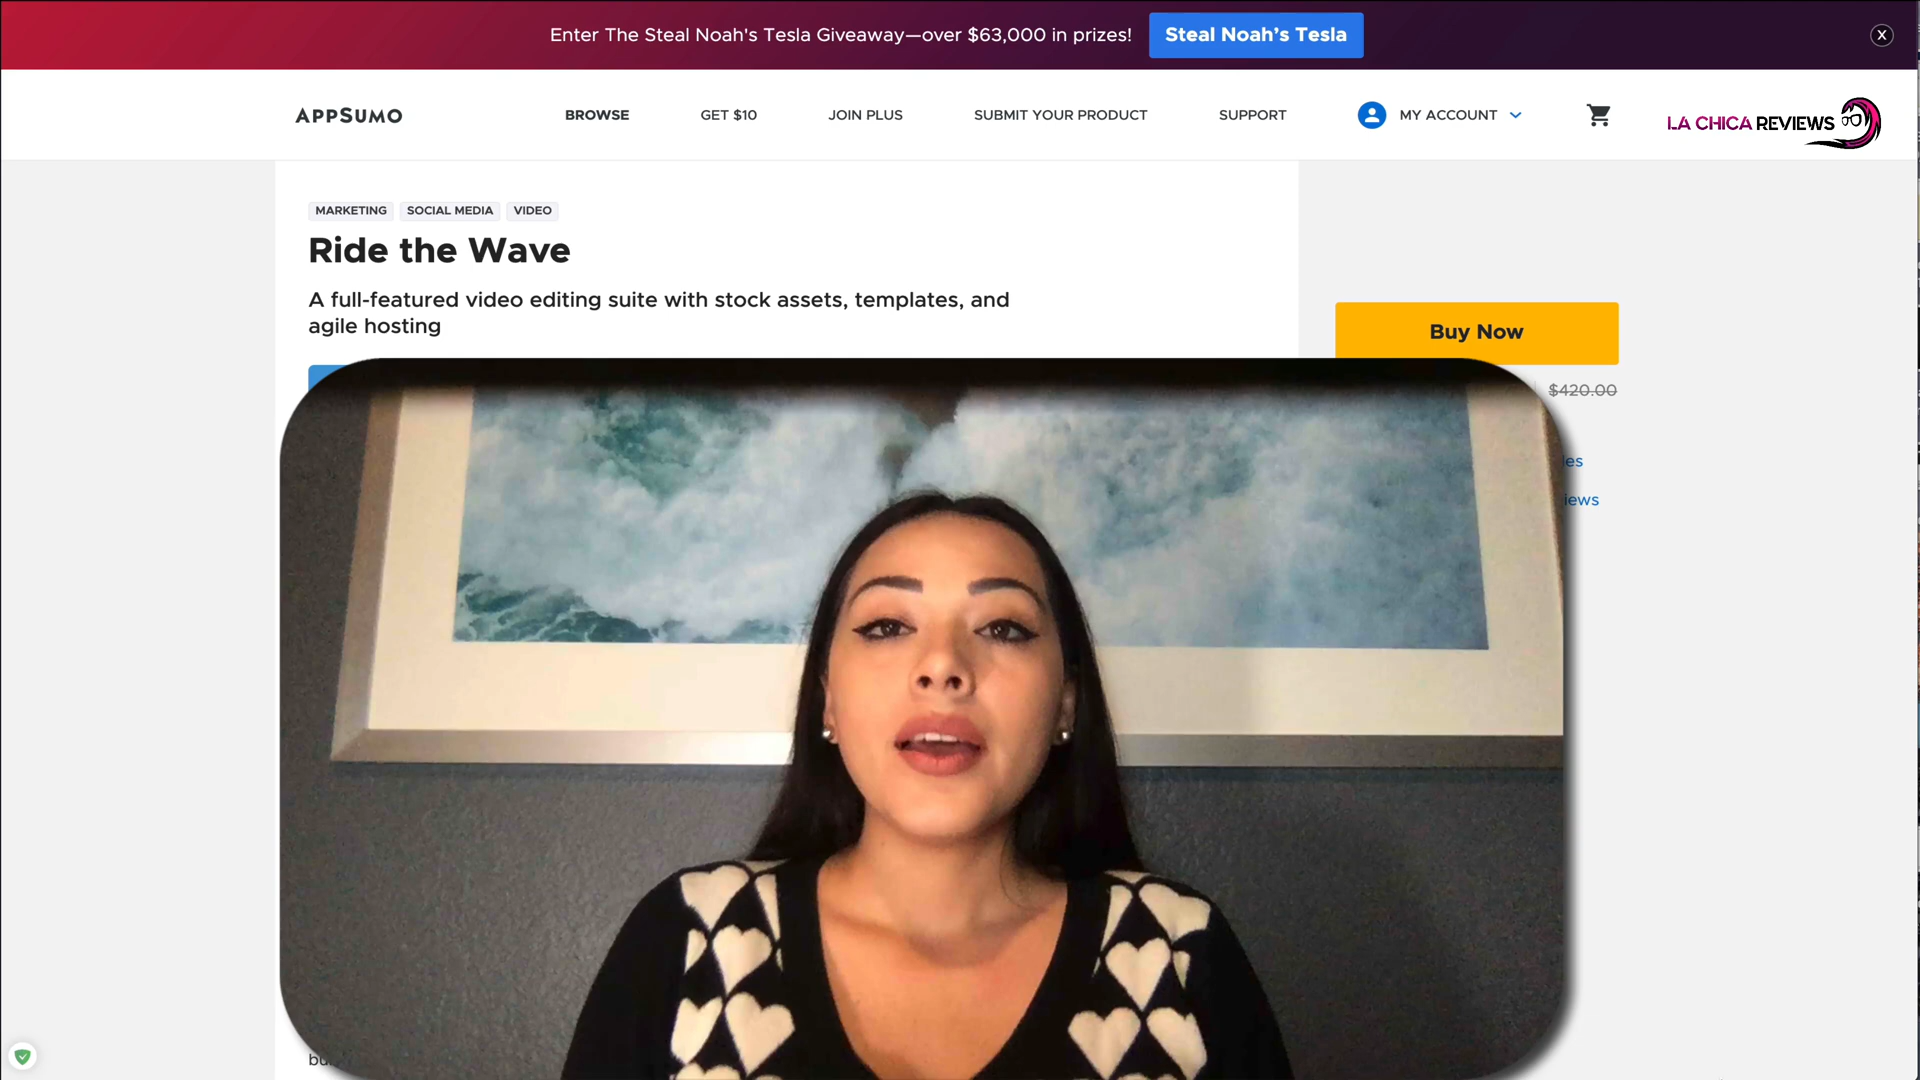 Enter The Steal Noah's Tesla Giveaway—over $63,000 in prizes!
Steal Noah's Tesla
X
APPSUMO
BROWSE
GET $10
JOIN PLUS
SUBMIT YOUR PRODUCT
SUPPORT
MY ACCOUNT
LA CHICA REVIEWS
MARKETING
SOCIAL MEDIA
VIDEO
Ride the Wave
A full-featured video editing suite with stock assets, templates, and
agile hosting
Buy Now
$420.00